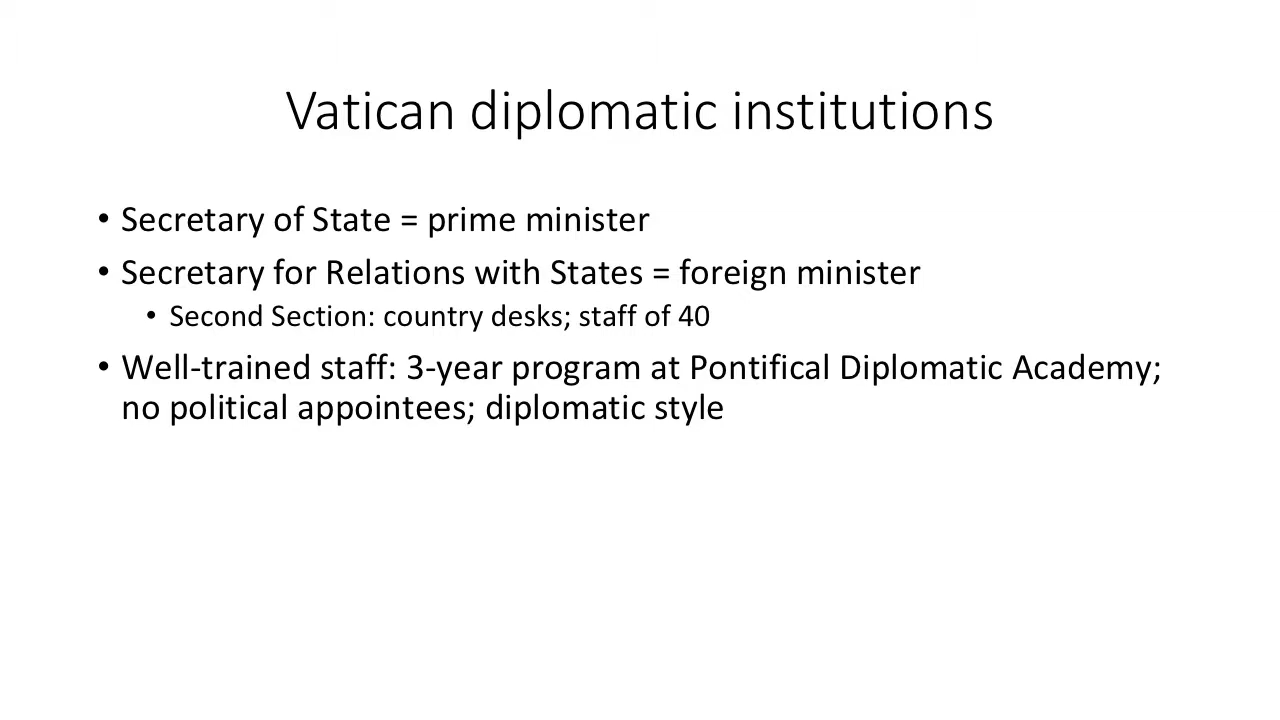 Vatican diplomatic institutions
• Secretary of State = prime minister
• Secretary for Relations with States = foreign minister
• Second Section: country desks; staff of 40
• Well-trained staff: 3-year program at Pontifical Diplomatic Academy;
no political appointees; diplomatic style